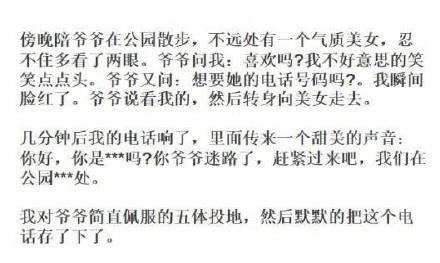 傍晚陪爷爷在公园散步，不远处有一个气质美女，忍
不住多看了两眼。爷爷问我：喜欢吗?我不好意思的笑
笑点点头。爷爷又问：想要她的电话号码吗?。我瞬间
脸红了。爷爷说看我的，然后转身向美女走去。
几分钟后我的电话响了，里面传来一个甜美的声音：
你好，你是***吗?你爷爷迷路了，赶紧过来吧，我们在
公园***处。
我对爷爷简直佩服的五体投地，然后默默的把这个电
话存了下了。